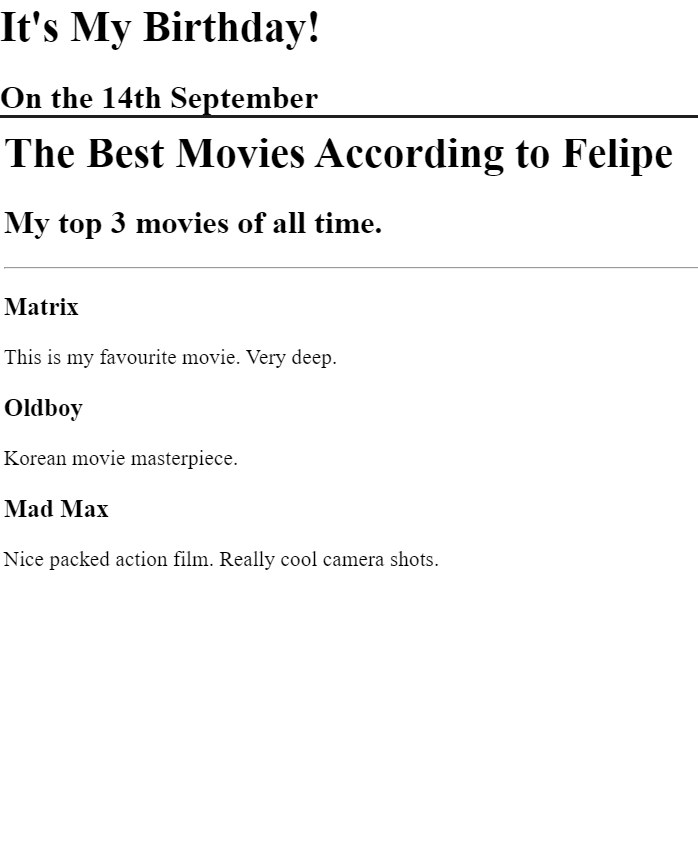 It's My Birthday!
On the 14th September
The Best Movies According to Felipe
My top 3 movies of all time.
Matrix
This is my favourite movie. Very deep.
Oldboy
Korean movie masterpiece.
Mad Max
Nice packed action film. Really cool camera shots.